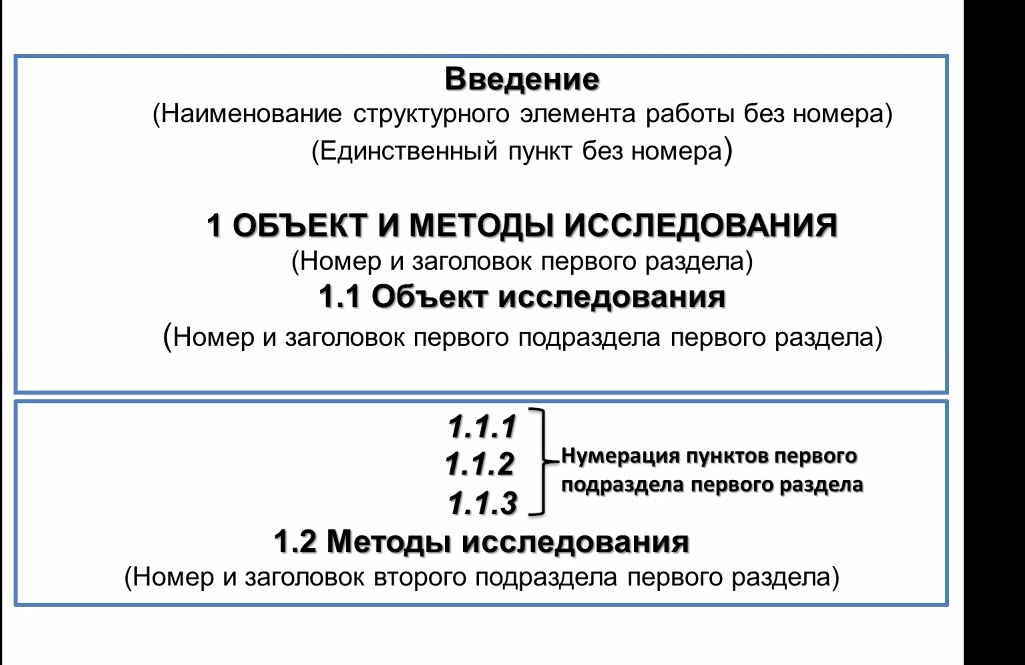 Введение
(Наименование структурного элемента работы без номера)
(Единственный пункт без номера)
1 ОБЪЕКТ И МЕТОДЫ ИССЛЕДОВАНИЯ
(Номер и заголовок первого раздела)
1.1 Объект исследования
(Номер и заголовок первого подраздела первого раздела)
1.1.1
1.1.2
1.1.3
Нумерация пунктов первого
подраздела первого раздела
1.2 Методы исследования
(Номер и заголовок второго подраздела первого раздела)